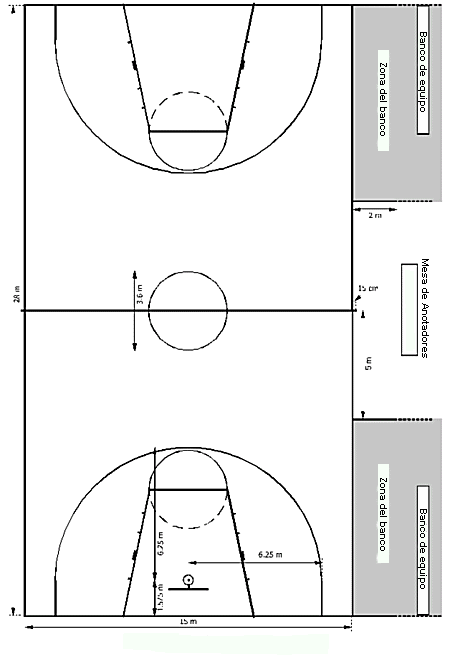 Banco de equipo
Zona del banco
2 m
Mesa de Anotadores
28 m
3.6 m
15 cm
5 m
Zona del banco
Banco de equipo
6.25 m
6.25 m
1.575 m
15 m